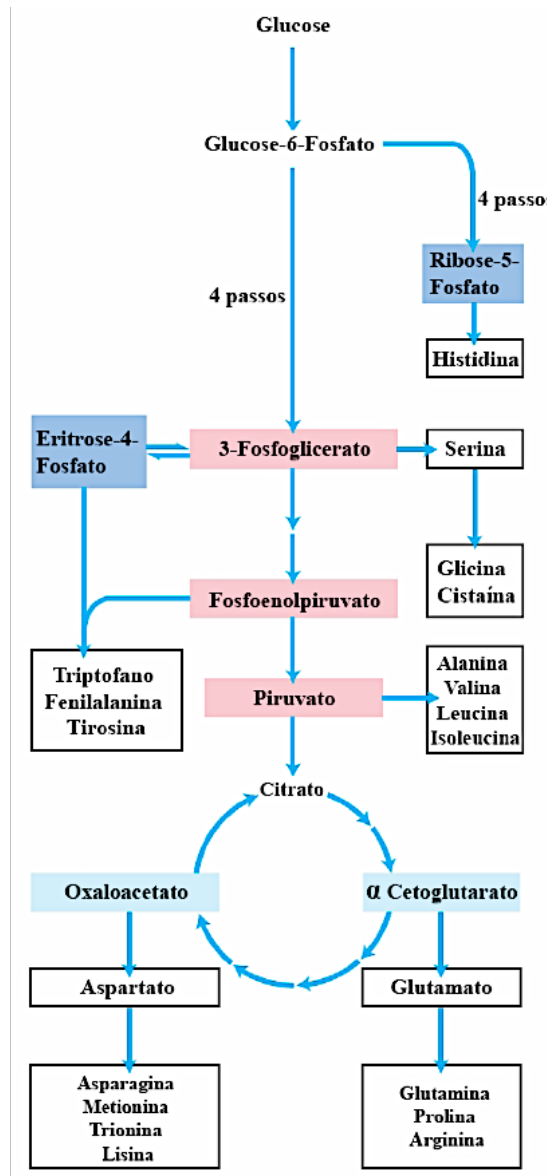 Glucose
Glucose-6-Fosfato
4 passos
Ribose-5-
Fosfato
4 passos
Histidina
Eritrose-4-
Fosfato
3-Fosfoglicerato
Serina
Glicina
Cistaína
Fosfoenolpiruvato
Triptofano
Fenilalanina
Tirosina
Piruvato
Alanina
Valina
Leucina
Isoleucina
Citrato
Oxaloacetato
α Cetoglutarato
Aspartato
Glutamato
Asparagina
Metionina
Trionina
Lisina
Glutamina
Prolina
Arginina